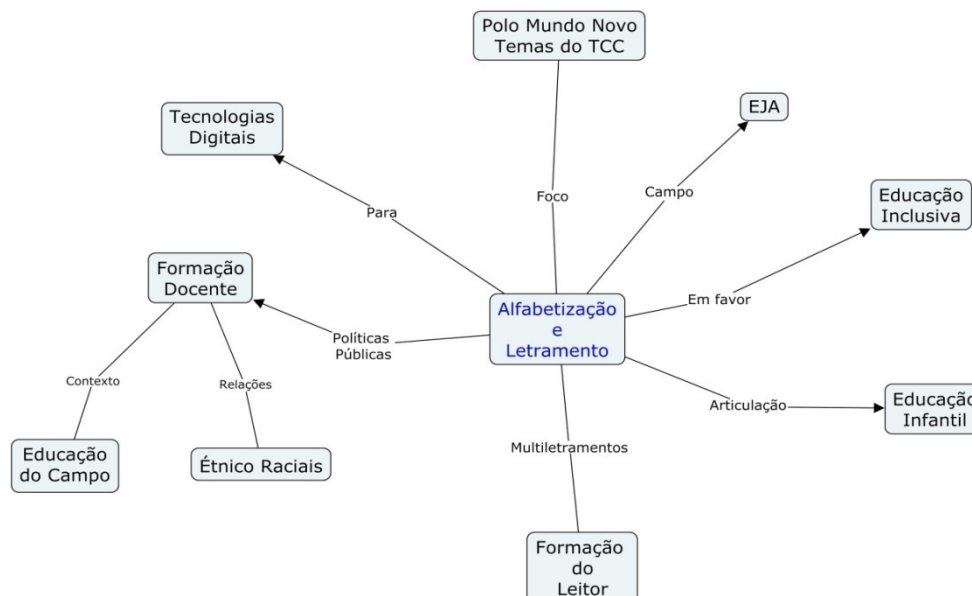 Polo Mundo Novo
Temas do TCC
Tecnologias
Digitais
EJA
Educação
Inclusiva
Para
Foco
Campo
Em favor
Formação
Docente
Alfabetização
e
Letramento
Políticas
Públicas
Contexto
Relações
Articulação
Educação
Infantil
Educação
do Campo
Étnico Raciais
Multiletramentos
Formação
do
Leitor